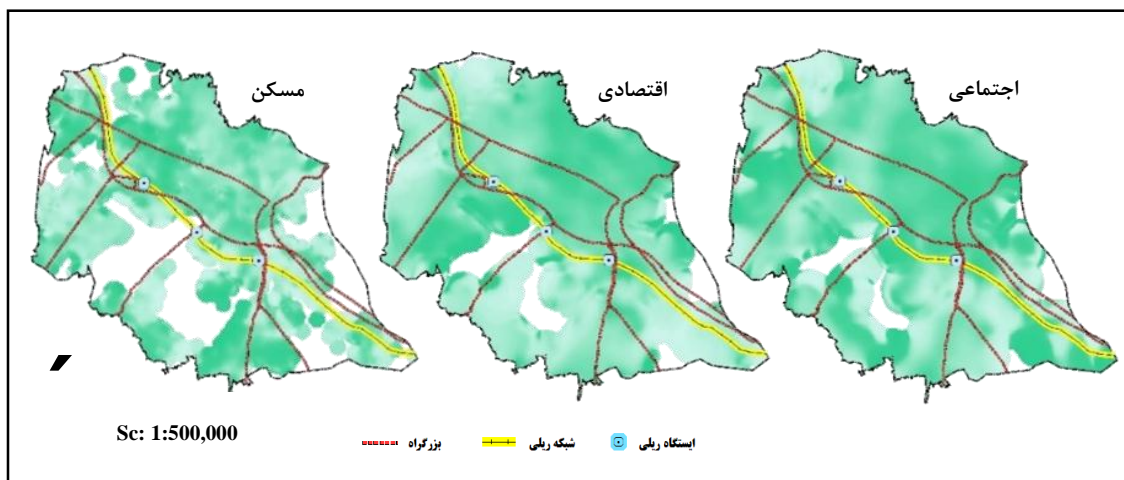 اجتماعی
اقتصادی
مسکن
Sc: 1:500,000
ایستگاه ریلی
شبکه ریلی
بزرگراه